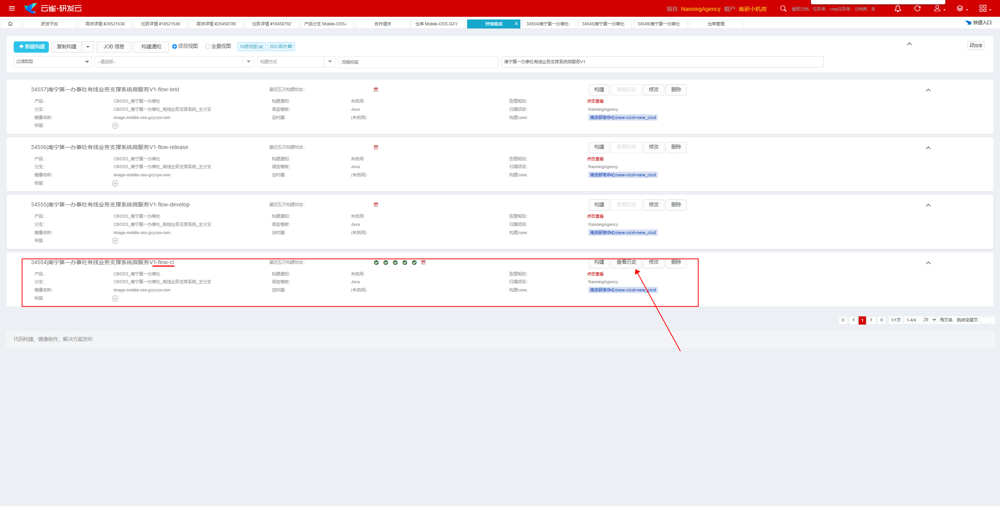 云雀·研发云
项目: NanningAgency 租户: 南研小机房
搜索文档、任务单、zmp任务单、文档库、测
研发平台
需求详情 #20521538
任务详情 #10521549
需求详情 #20458789
任务详情 #10458792
产品分支 Mobile-OSS-
合并请求
仓库 Mobile-OSS-GXY
持续集成 ×
34554|南宁第一办事处
34545|南宁第一办事处
34549|南宁第一办事处
仓库管理
快捷入口
+ 新建构建 复制构建 JOB 信息 构建通知 项目视图 全量视图 构建视图 排队等待 排序
过滤类型 --请选择-- 构建方式 流程标签 南宁第一办事处有线业务支撑系统微服务V1
34557|南宁第一办事处有线业务支撑系统微服务V1-flow-test 最近五次构建状态: 构建 查看历史 修改 删除
产品: CBOSS_南宁第一办事处 构建通知: 未启用 告警规则: 点击查看
分支: CBOSS_南宁第一办事处_有线业务支撑系统_主分支 语言模板: Java 归属项目: NanningAgency
镜像名称: image-mobile-oss-gxyxyw-iom 定时器: (未启用) 构建zone: 南京研发中心|new-cicd=new_cicd
标签:
34556|南宁第一办事处有线业务支撑系统微服务V1-flow-release 最近五次构建状态: 构建 查看历史 修改 删除
产品: CBOSS_南宁第一办事处 构建通知: 未启用 告警规则: 点击查看
分支: CBOSS_南宁第一办事处_有线业务支撑系统_主分支 语言模板: Java 归属项目: NanningAgency
镜像名称: image-mobile-oss-gxyxyw-iom 定时器: (未启用) 构建zone: 南京研发中心|new-cicd=new_cicd
标签:
34555|南宁第一办事处有线业务支撑系统微服务V1-flow-develop 最近五次构建状态: 构建 查看历史 修改 删除
产品: CBOSS_南宁第一办事处 构建通知: 未启用 告警规则: 点击查看
分支: CBOSS_南宁第一办事处_有线业务支撑系统_主分支 语言模板: Java 归属项目: NanningAgency
镜像名称: image-mobile-oss-gxyxyw-iom 定时器: (未启用) 构建zone: 南京研发中心|new-cicd=new_cicd
标签:
34554|南宁第一办事处有线业务支撑系统微服务V1-flow-ci 最近五次构建状态: 构建 查看历史 修改 删除
产品: CBOSS_南宁第一办事处 构建通知: 未启用 告警规则: 点击查看
分支: CBOSS_南宁第一办事处_有线业务支撑系统_主分支 语言模板: Java 归属项目: NanningAgency
镜像名称: image-mobile-oss-gxyxyw-iom 定时器: (未启用) 构建zone: 南京研发中心|new-cicd=new_cicd
标签:
1 1/1页 1-4/4 20 每页条 跳转至第页
代码构建、镜像制作、解决方案发布